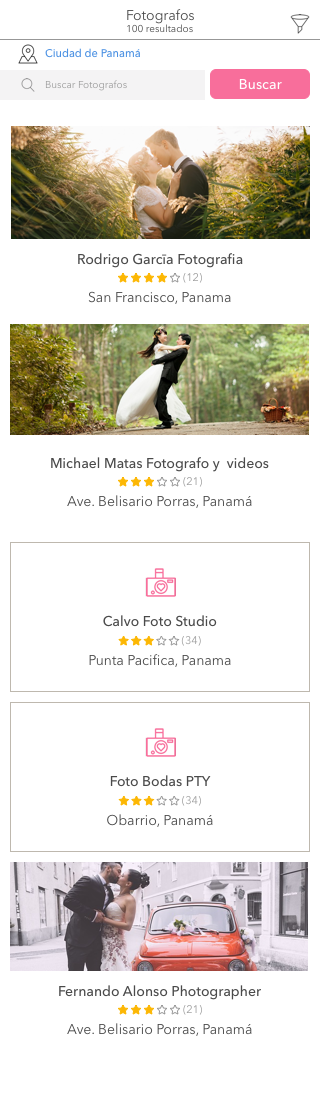 Fotografos
100 resultados
Ciudad de Panamá
Buscar Fotografos
Buscar
Rodrigo Garcïa Fotografia
(12)
San Francisco, Panama
Michael Matas Fotografo y  videos
(21)
Ave. Belisario Porras, Panamá
Calvo Foto Studio
(34)
Punta Pacifica, Panama
Foto Bodas PTY
(34)
Obarrio, Panamá
Fernando Alonso Photographer
(21)
Ave. Belisario Porras, Panamá